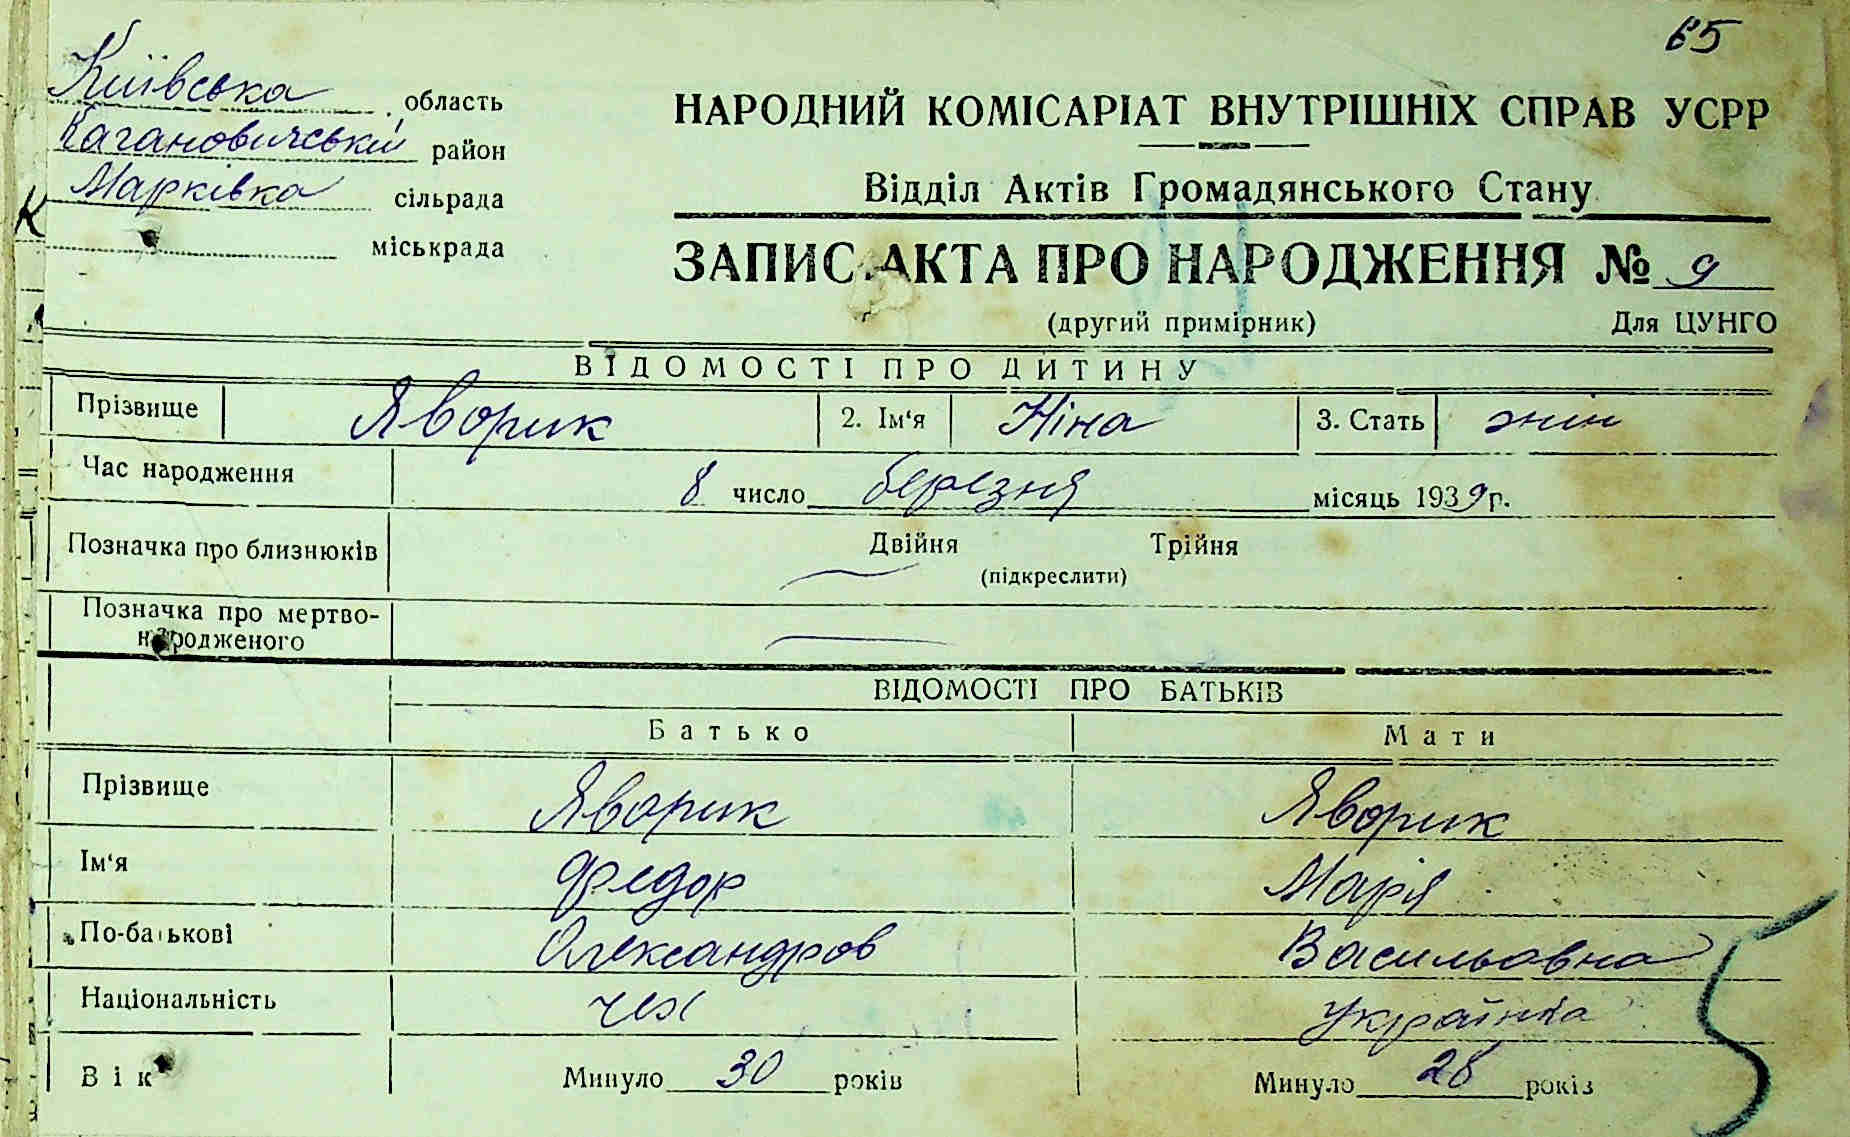 65
Київська область
Кагановичський район
Марківка сільрада
міськрада
К
НАРОДНИЙ КОМІСАРІАТ ВНУТРІШНІХ СПРАВ УСРР
Відділ Актів Громадянського Стану
ЗАПИС АКТА ПРО НАРОДЖЕННЯ № 9
(другий примірник) Для ЦУНГО
ВІДОМОСТІ ПРО ДИТИНУ
Прізвище Яворик 2. Ім‘я Ніна 3. Стать жін
Час народження 8 число березня місяць 1939 р.
Позначка про близнюків Двійня Трійня
(підкреслити)
Позначка про мертво-
народженого
ВІДОМОСТІ ПРО БАТЬКІВ
Батько Мати
Прізвище Яворик Яворик
Ім‘я Федор Марія
По-батькові Олександров Васильовна
Національність чех українка
Вік Минуло 30 років Минуло 28 років